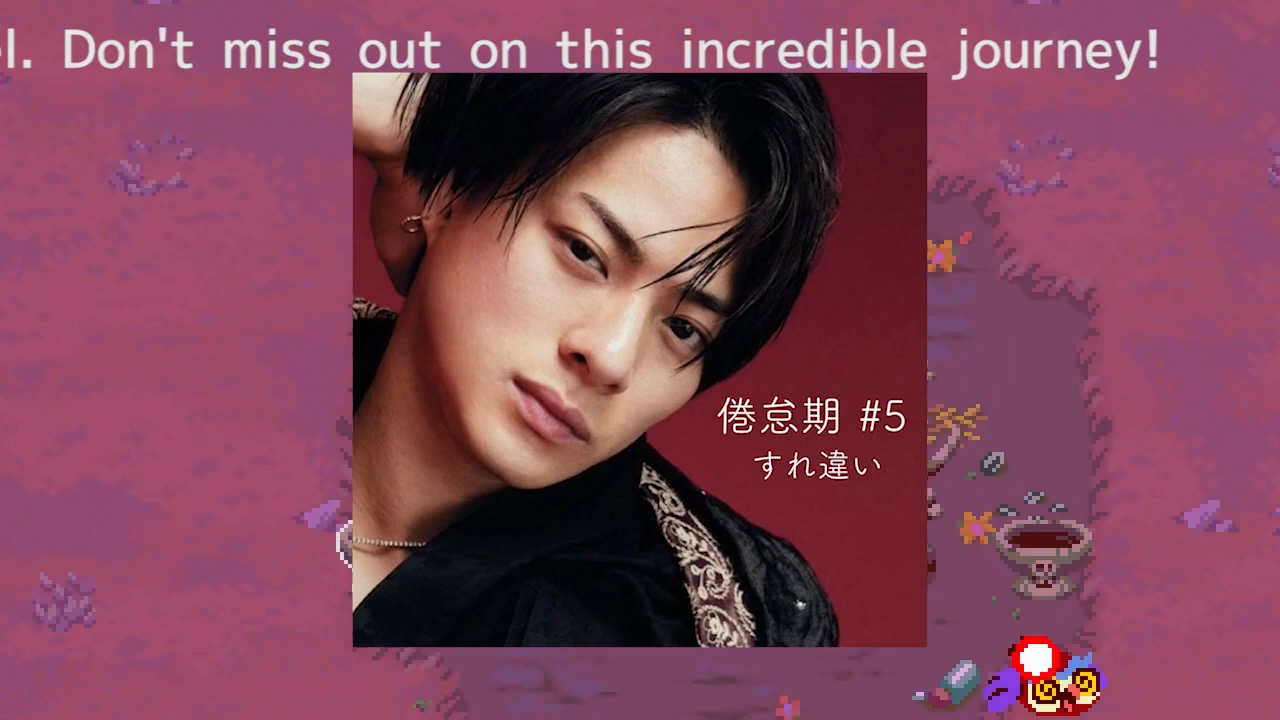 l. Don't miss out on this incredible journey!
倦怠期 #5
すれ違い